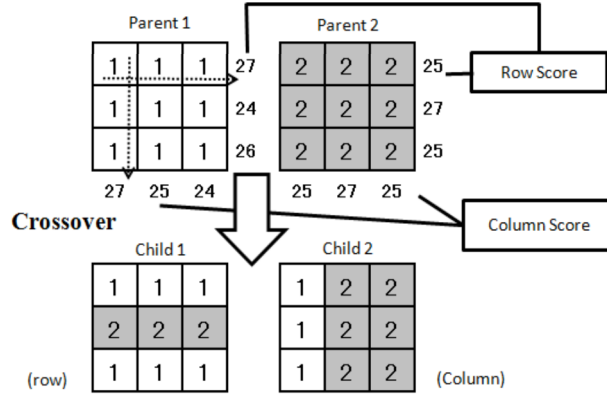 Parent 1 Parent 2
1 1 1 27 2 2 2 25 Row Score
1 1 1 24 2 2 2 27
1 1 1 26 2 2 2 25
27 25 24 25 27 25
Crossover Column Score
Child 1 Child 2
1 1 1 1 2 2
2 2 2 1 2 2
(row) 1 1 1 1 2 2 (Column)